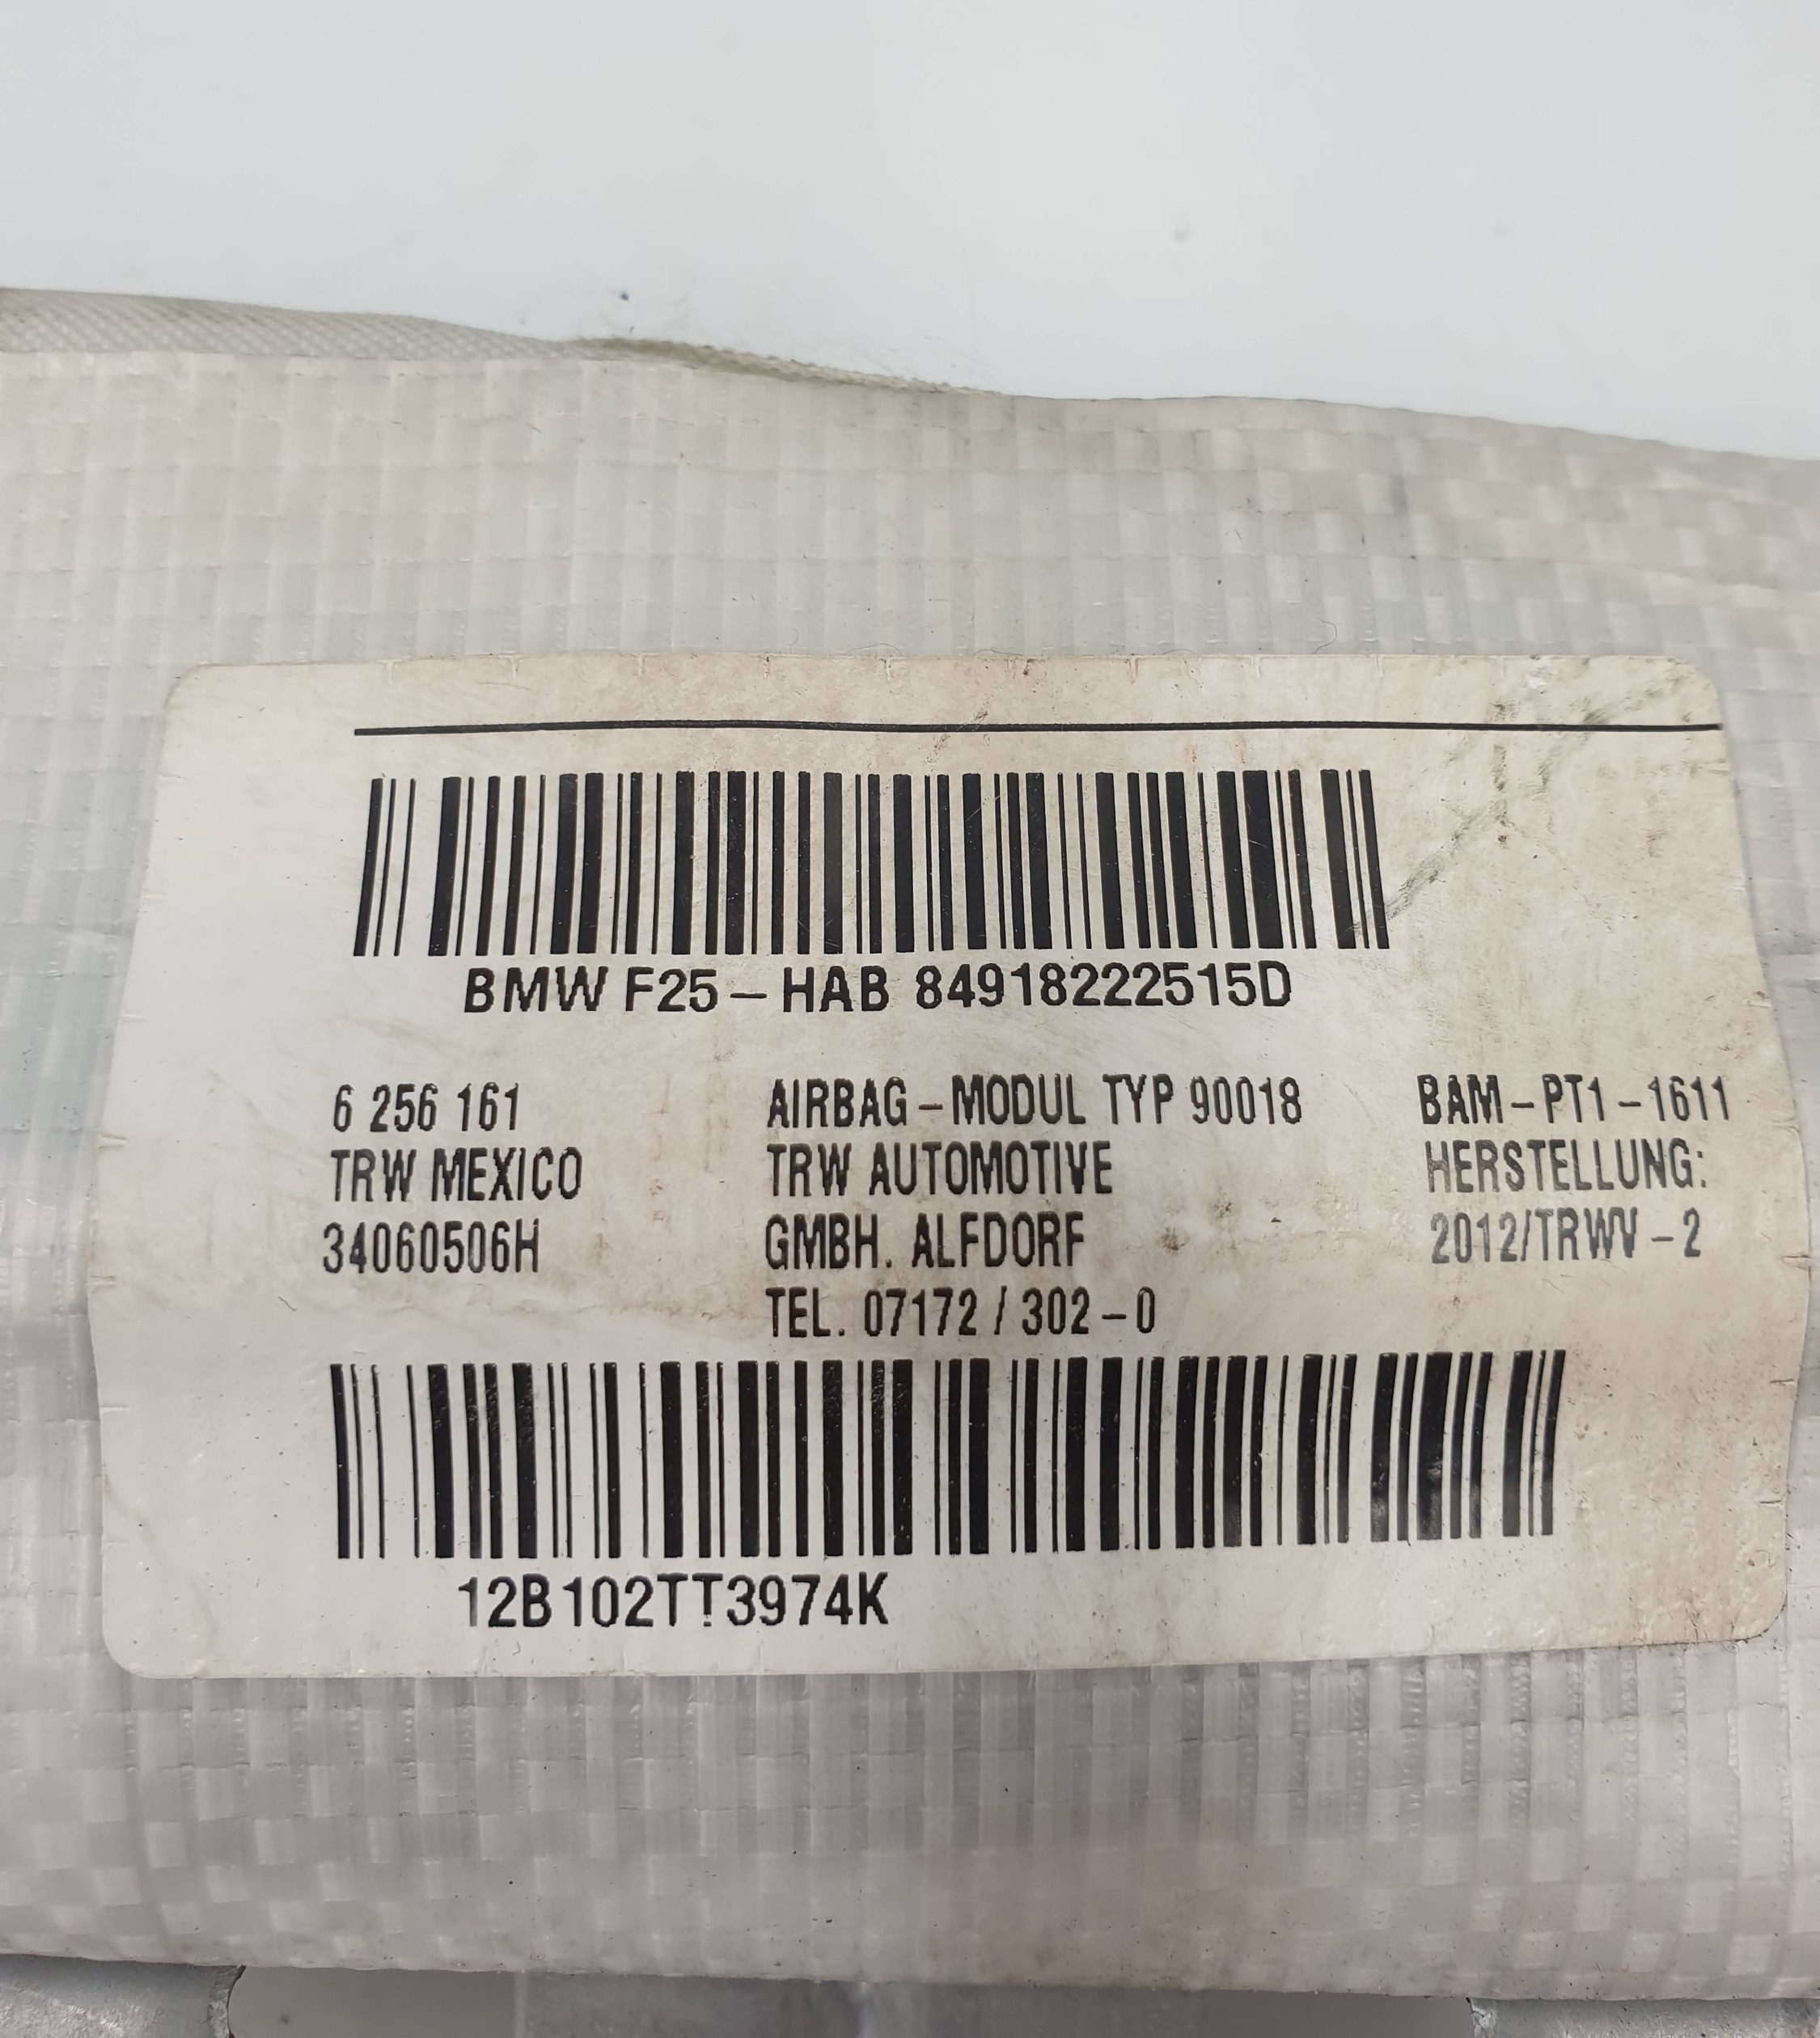 BMW F25-HAB 84918222515D
6 256 161
TRW MEXICO
34060506H
AIRBAG-MODUL TYP 90018
TRW AUTOMOTIVE
GMBH. ALFDORF
TEL. 07172 / 302-0
BAM-PT1-1611
HERSTELLUNG:
2012/TRWV-2
12B102TT3974K